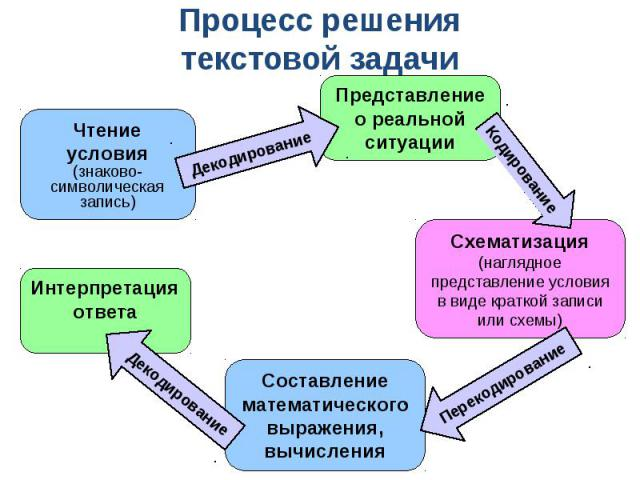 Процесс решения
текстовой задачи
Чтение
условия
(знаково-
символическая
запись)
Декодирование
Представление
о реальной
ситуации
Кодирование
Схематизация
(наглядное
представление условия
в виде краткой записи
или схемы)
Перекодирование
Составление
математического
выражения,
вычисления
Декодирование
Интерпретация
ответа